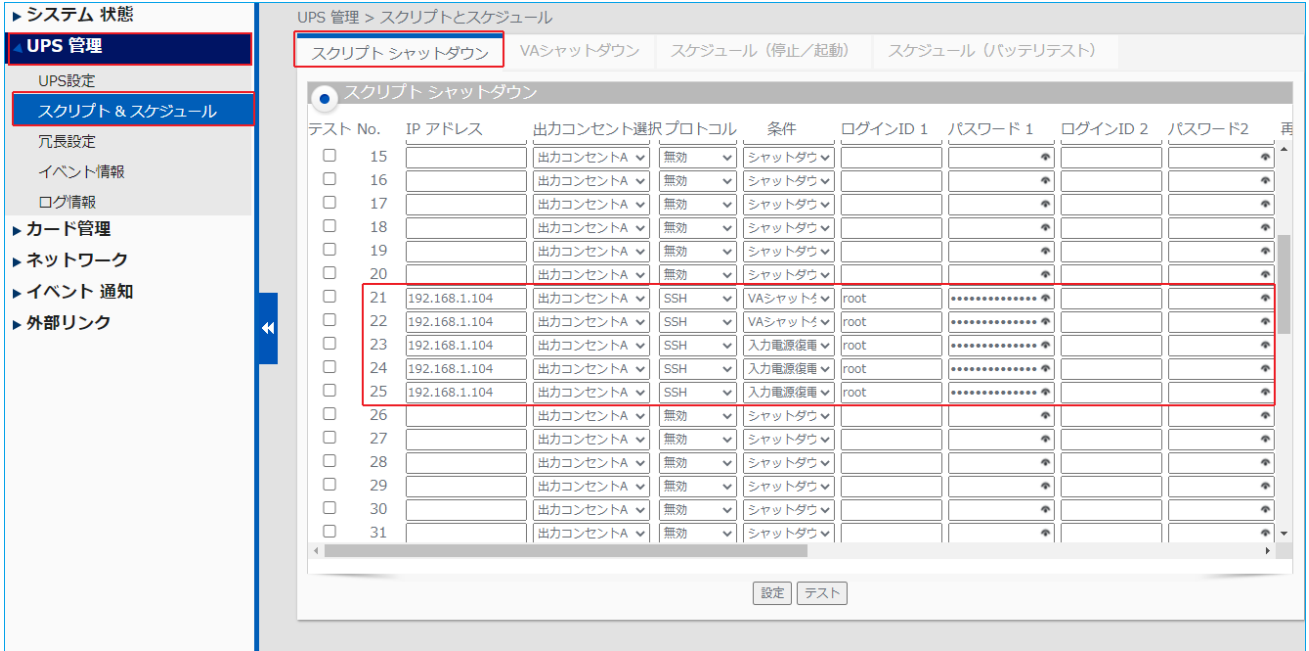 システム 状態
UPS 管理
UPS設定
スクリプト & スケジュール
冗長設定
イベント情報
ログ情報
カード管理
ネットワーク
イベント 通知
外部リンク
UPS 管理 > スクリプトとスケジュール
スクリプト シャットダウン VAシャットダウン スケジュール（停止／起動） スケジュール（バッテリテスト）
スクリプト シャットダウン
テスト No. IP アドレス 出力コンセント選択 プロトコル 条件 ログインID 1 パスワード 1 ログインID 2 パスワード2 再
15 出力コンセントA 無効 シャットダウ
16 出力コンセントA 無効 シャットダウ
17 出力コンセントA 無効 シャットダウ
18 出力コンセントA 無効 シャットダウ
19 出力コンセントA 無効 シャットダウ
20 出力コンセントA 無効 シャットダウ
21 192.168.1.104 出力コンセントA SSH VAシャット root ••••••••••••••
22 192.168.1.104 出力コンセントA SSH VAシャット root ••••••••••••••
23 192.168.1.104 出力コンセントA SSH 入力電源復電 root ••••••••••••••
24 192.168.1.104 出力コンセントA SSH 入力電源復電 root ••••••••••••••
25 192.168.1.104 出力コンセントA SSH 入力電源復電 root ••••••••••••••
26 出力コンセントA 無効 シャットダウ
27 出力コンセントA 無効 シャットダウ
28 出力コンセントA 無効 シャットダウ
29 出力コンセントA 無効 シャットダウ
30 出力コンセントA 無効 シャットダウ
31 出力コンセントA 無効 シャットダウ
設定 テスト